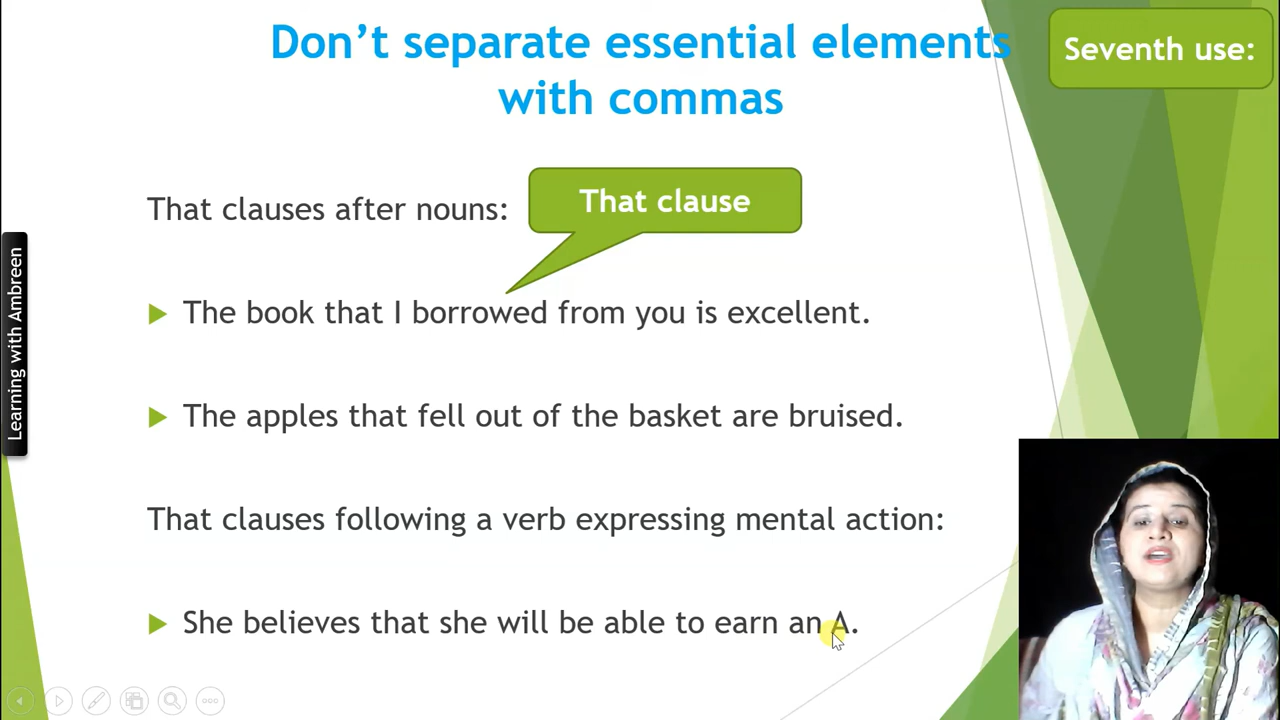 Don’t separate essential elements
with commas
Seventh use:
That clauses after nouns:
That clause
The book that I borrowed from you is excellent.
The apples that fell out of the basket are bruised.
That clauses following a verb expressing mental action:
She believes that she will be able to earn an A.
Learning with Ambreen